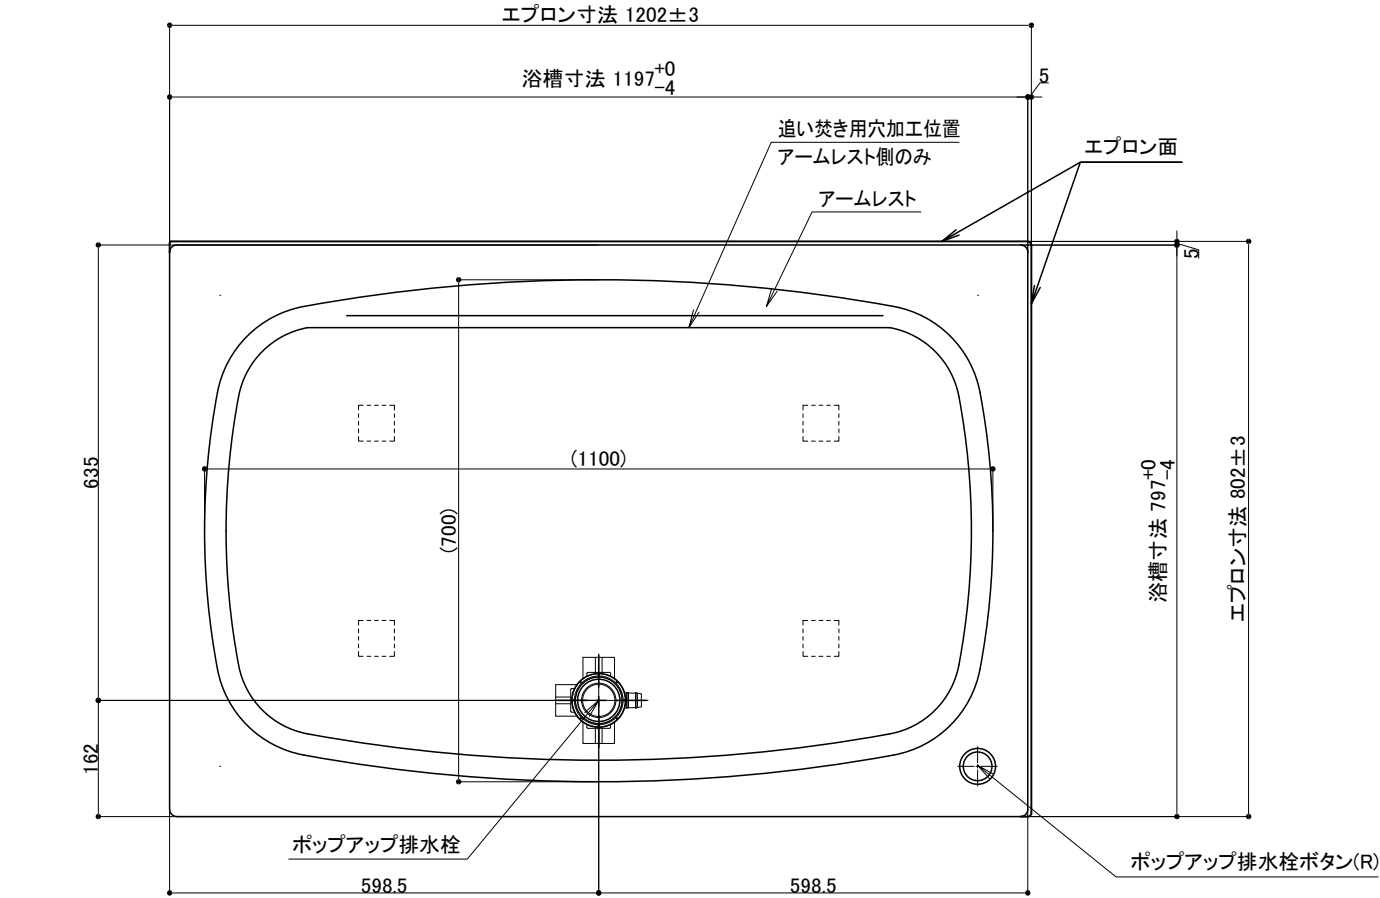 エプロン寸法 1202±3
浴槽寸法 1197+0-4
5
追い焚き用穴加工位置
アームレスト側のみ
エプロン面
アームレスト
5
(1100)
635
(700)
浴槽寸法 797+0-4
エプロン寸法 802±3
162
ポップアップ排水栓
ポップアップ排水栓ボタン(R)
598.5
598.5